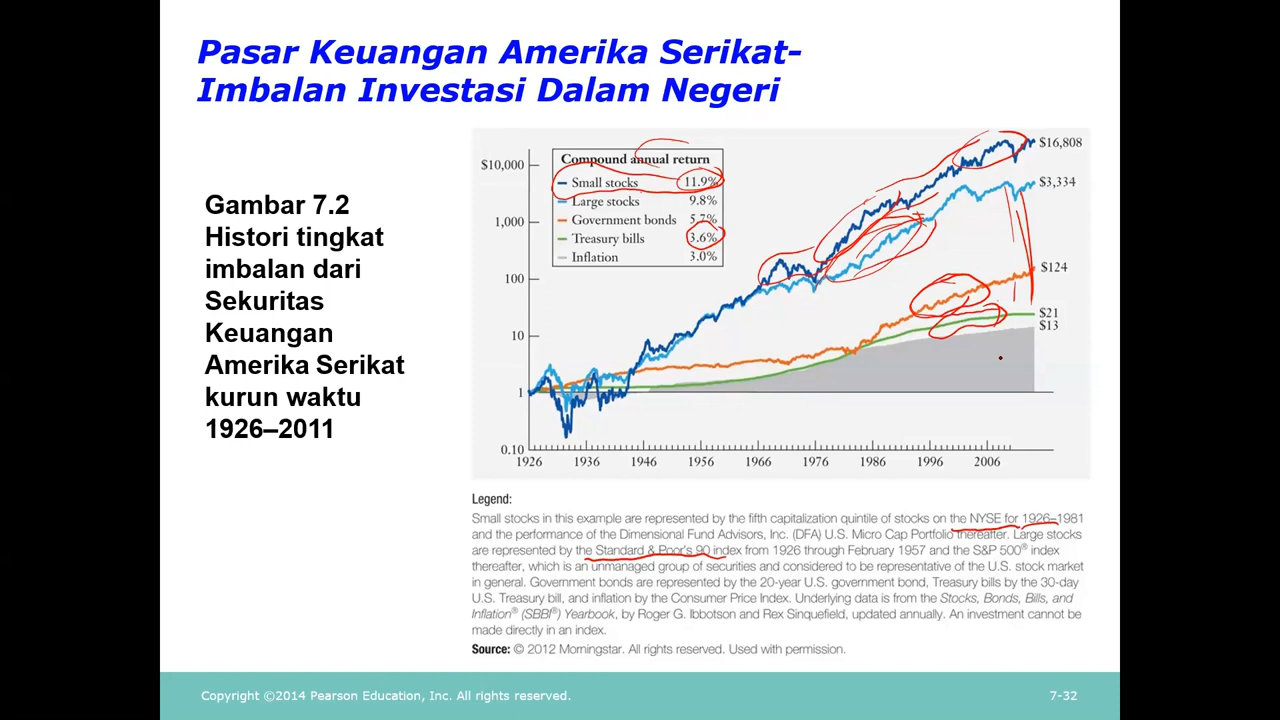 Pasar Keuangan Amerika Serikat-
Imbalan Investasi Dalam Negeri
Gambar 7.2
Histori tingkat
imbalan dari
Sekuritas
Keuangan
Amerika Serikat
kurun waktu
1926–2011
Compound annual return
Small stocks 11.9%
Large stocks 9.8%
Government bonds 5.7%
Treasury bills 3.6%
Inflation 3.0%
$10,000
1,000
100
10
1
0.10
$16,808
$3,334
$124
$21
$13
1926 1936 1946 1956 1966 1976 1986 1996 2006
Legend:
Small stocks in this example are represented by the fifth capitalization quintile of stocks on the NYSE for 1926–1981
and the performance of the Dimensional Fund Advisors, Inc. (DFA) U.S. Micro Cap Portfolio thereafter. Large stocks
are represented by the Standard & Poor's 90 index from 1926 through February 1957 and the S&P 500® index
thereafter, which is an unmanaged group of securities and considered to be representative of the U.S. stock market
in general. Government bonds are represented by the 20-year U.S. government bond, Treasury bills by the 30-day
U.S. Treasury bill, and inflation by the Consumer Price Index. Underlying data is from the Stocks, Bonds, Bills, and
Inflation® (SBBI®) Yearbook, by Roger G. Ibbotson and Rex Sinquefield, updated annually. An investment cannot be
made directly in an index.
Source: © 2012 Morningstar. All rights reserved. Used with permission.
Copyright ©2014 Pearson Education, Inc. All rights reserved.
7-32